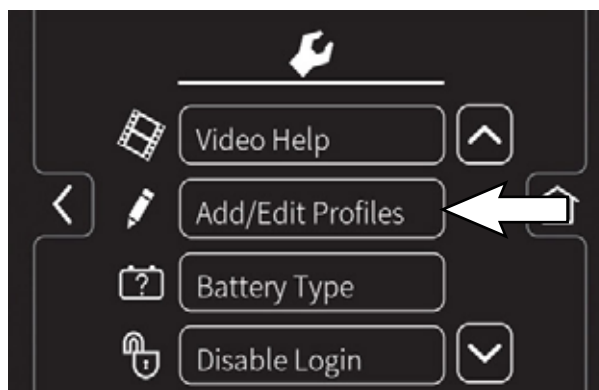 Video Help
Add/Edit Profiles
Battery Type
Disable Login